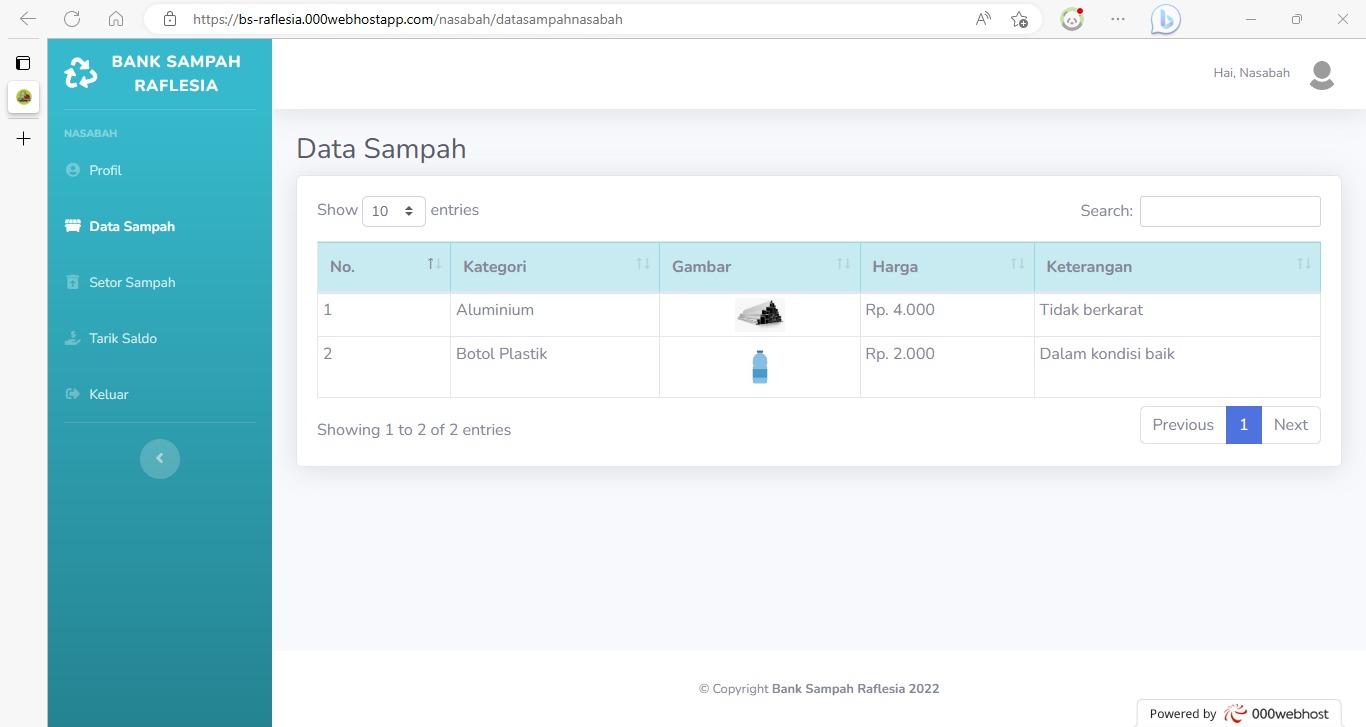 https://bs-raflesia.000webhostapp.com/nasabah/datasampahnasabah
BANK SAMPAH
RAFLESIA
NASABAH
Profil
Data Sampah
Setor Sampah
Tarik Saldo
Keluar
Hai, Nasabah
Data Sampah
Show 10 entries
Search:
No. Kategori Gambar Harga Keterangan
1 Aluminium Rp. 4.000 Tidak berkarat
2 Botol Plastik Rp. 2.000 Dalam kondisi baik
Showing 1 to 2 of 2 entries
Previous 1 Next
© Copyright Bank Sampah Raflesia 2022
Powered by 000webhost